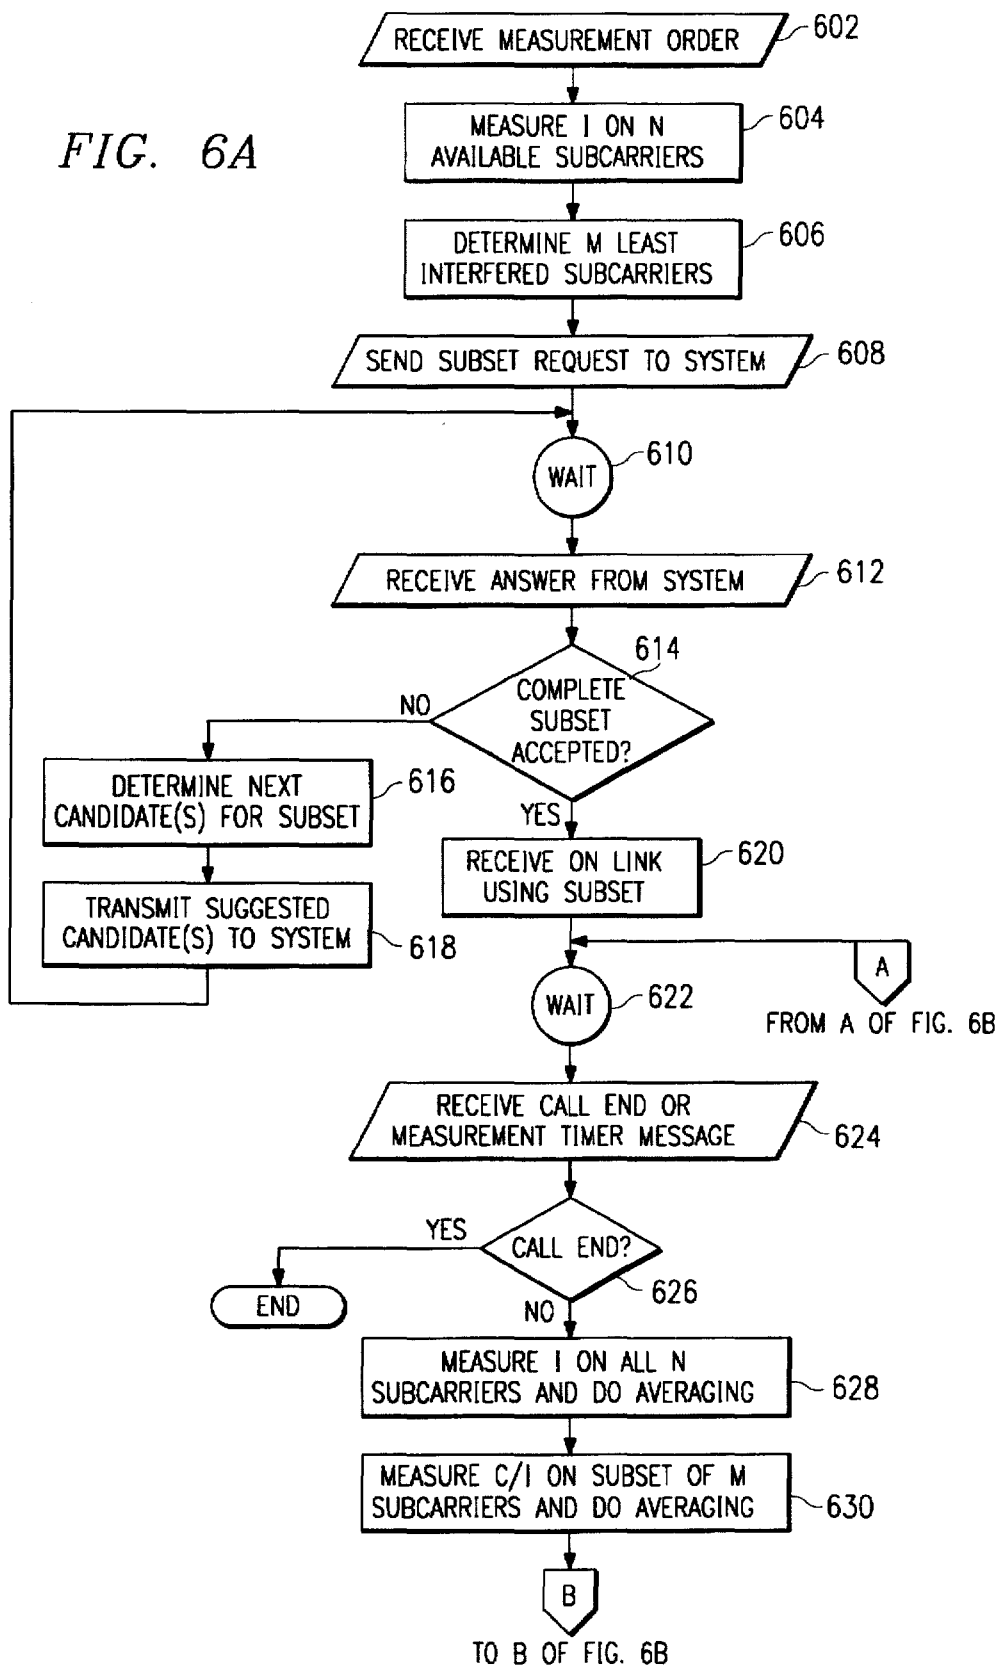 FIG. 6A
RECEIVE MEASUREMENT ORDER
602
MEASURE I ON N
AVAILABLE SUBCARRIERS
604
DETERMINE M LEAST
INTERFERED SUBCARRIERS
606
SEND SUBSET REQUEST TO SYSTEM
608
WAIT
610
RECEIVE ANSWER FROM SYSTEM
612
614
COMPLETE
SUBSET
ACCEPTED?
NO
YES
DETERMINE NEXT
CANDIDATE(S) FOR SUBSET
616
TRANSMIT SUGGESTED
CANDIDATE(S) TO SYSTEM
618
RECEIVE ON LINK
USING SUBSET
620
A
FROM A OF FIG. 6B
WAIT
622
RECEIVE CALL END OR
MEASUREMENT TIMER MESSAGE
624
CALL END?
626
YES
END
NO
MEASURE I ON ALL N
SUBCARRIERS AND DO AVERAGING
628
MEASURE C/I ON SUBSET OF M
SUBCARRIERS AND DO AVERAGING
630
B
TO B OF FIG. 6B